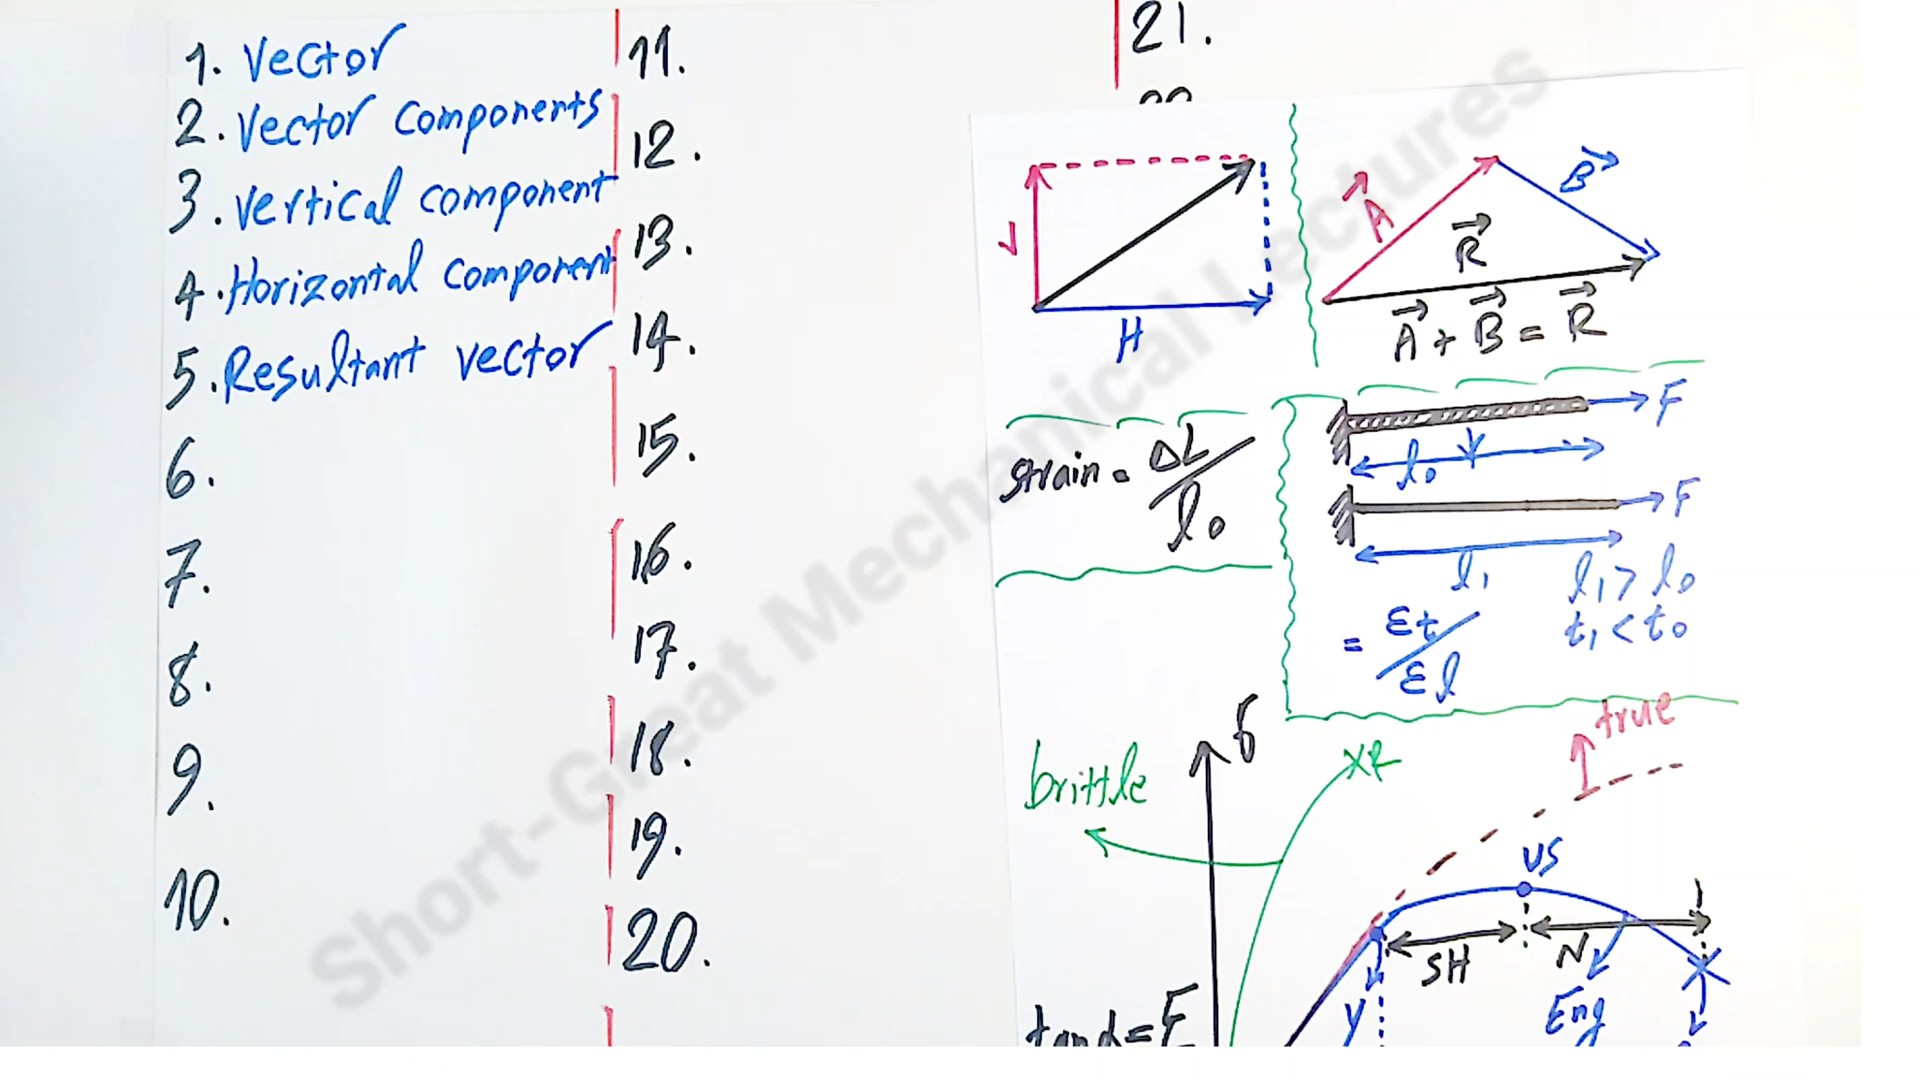 1. Vector
2. Vector components
3. Vertical component
4. Horizontal component
5. Resultant vector
6.
7.
8.
9.
10.
11.
12.
13.
14.
15.
16.
17.
18.
19.
20.
21.
V
H
A
B
R
A + B = R
strain = ΔL / l₀
F
l₀
F
l₁
l₁ > l₀
t₁ < t₀
= εt / εl
brittle
true
US
SH
N
Y
Eng
Short-Great Mechanical Lectures